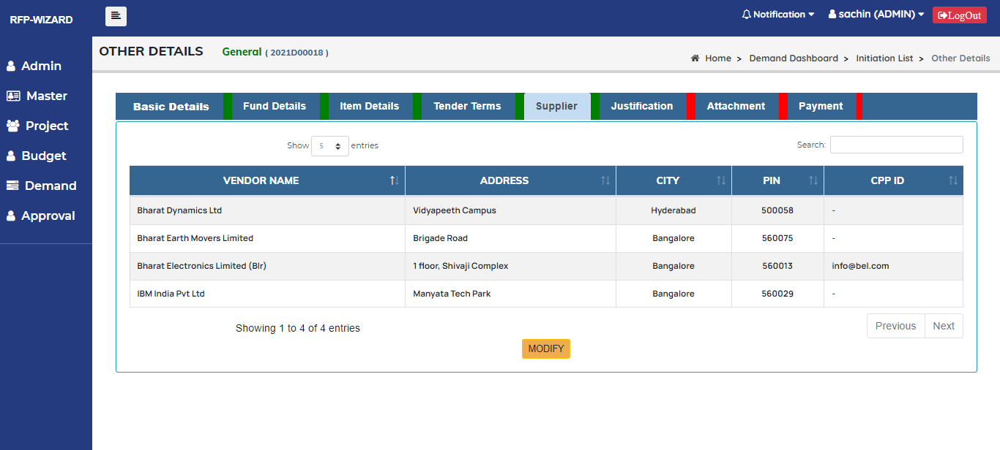 RFP-WIZARD
Notification
sachin (ADMIN)
LogOut
OTHER DETAILS General ( 2021D00018 )
Home > Demand Dashboard > Initiation List > Other Details
Admin
Master
Project
Budget
Demand
Approval
Basic Details Fund Details Item Details Tender Terms Supplier Justification Attachment Payment
Show 5 entries
Search:
VENDOR NAME ADDRESS CITY PIN CPP ID
Bharat Dynamics Ltd Vidyapeeth Campus Hyderabad 500058 -
Bharat Earth Movers Limited Brigade Road Bangalore 560075 -
Bharat Electronics Limited (Blr) 1 floor, Shivaji Complex Bangalore 560013 info@bel.com
IBM India Pvt Ltd Manyata Tech Park Bangalore 560029 -
Showing 1 to 4 of 4 entries
Previous Next
MODIFY